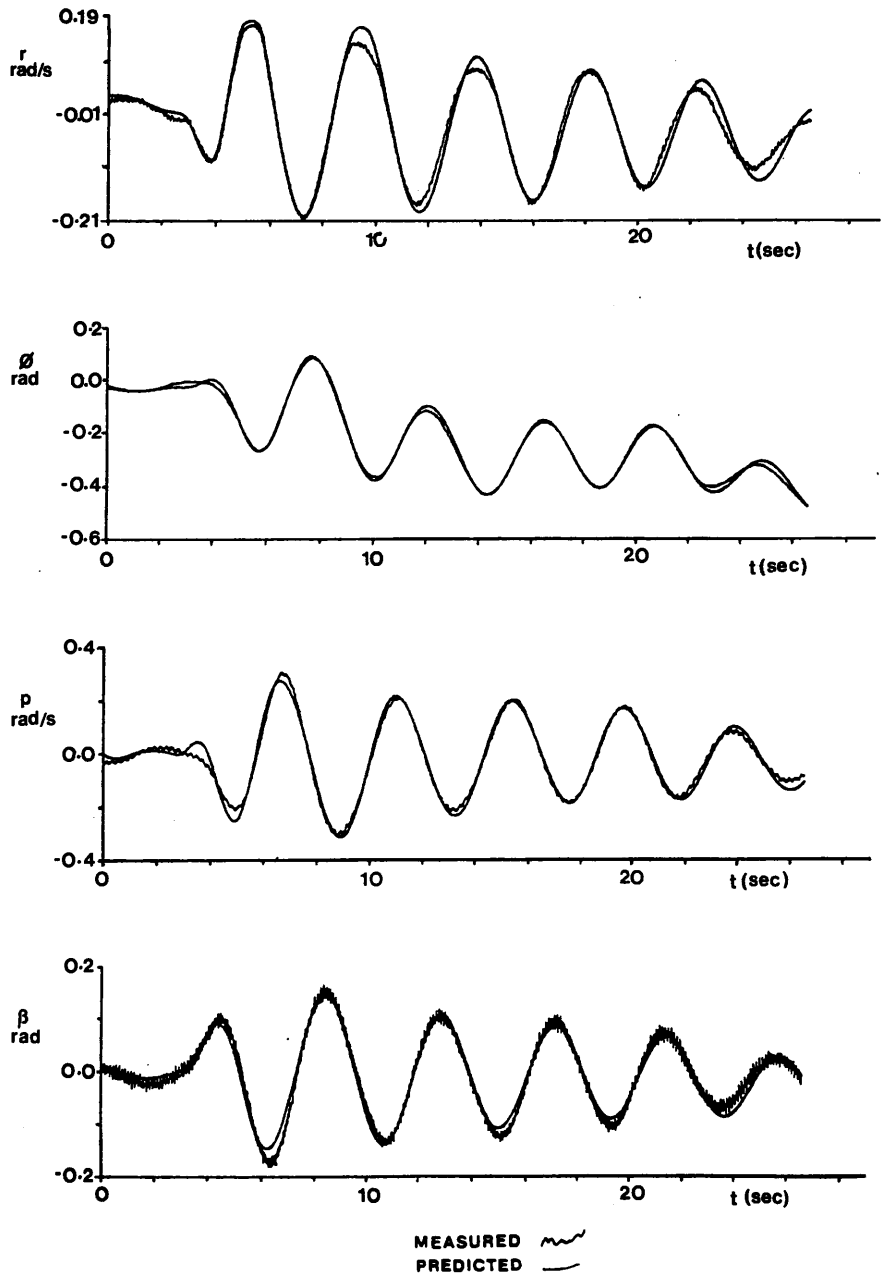 0·19
r
rad/s
-0·01
-0·21
0 10 20
t(sec)
0·2
Ø
rad
0·0
-0·2
-0·4
-0·6
0 10 20
t(sec)
0·4
p
rad/s
0·0
-0·4
0 10 20
t(sec)
0·2
β
rad
0·0
-0·2
0 10 20
t (sec)
MEASURED
PREDICTED